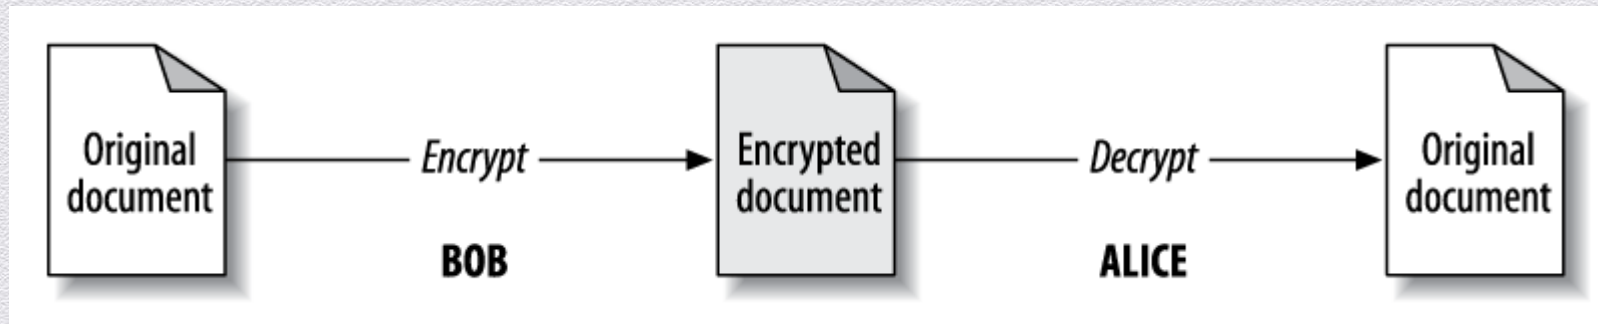 Original
document
Encrypt
Encrypted
document
Decrypt
Original
document
BOB
ALICE